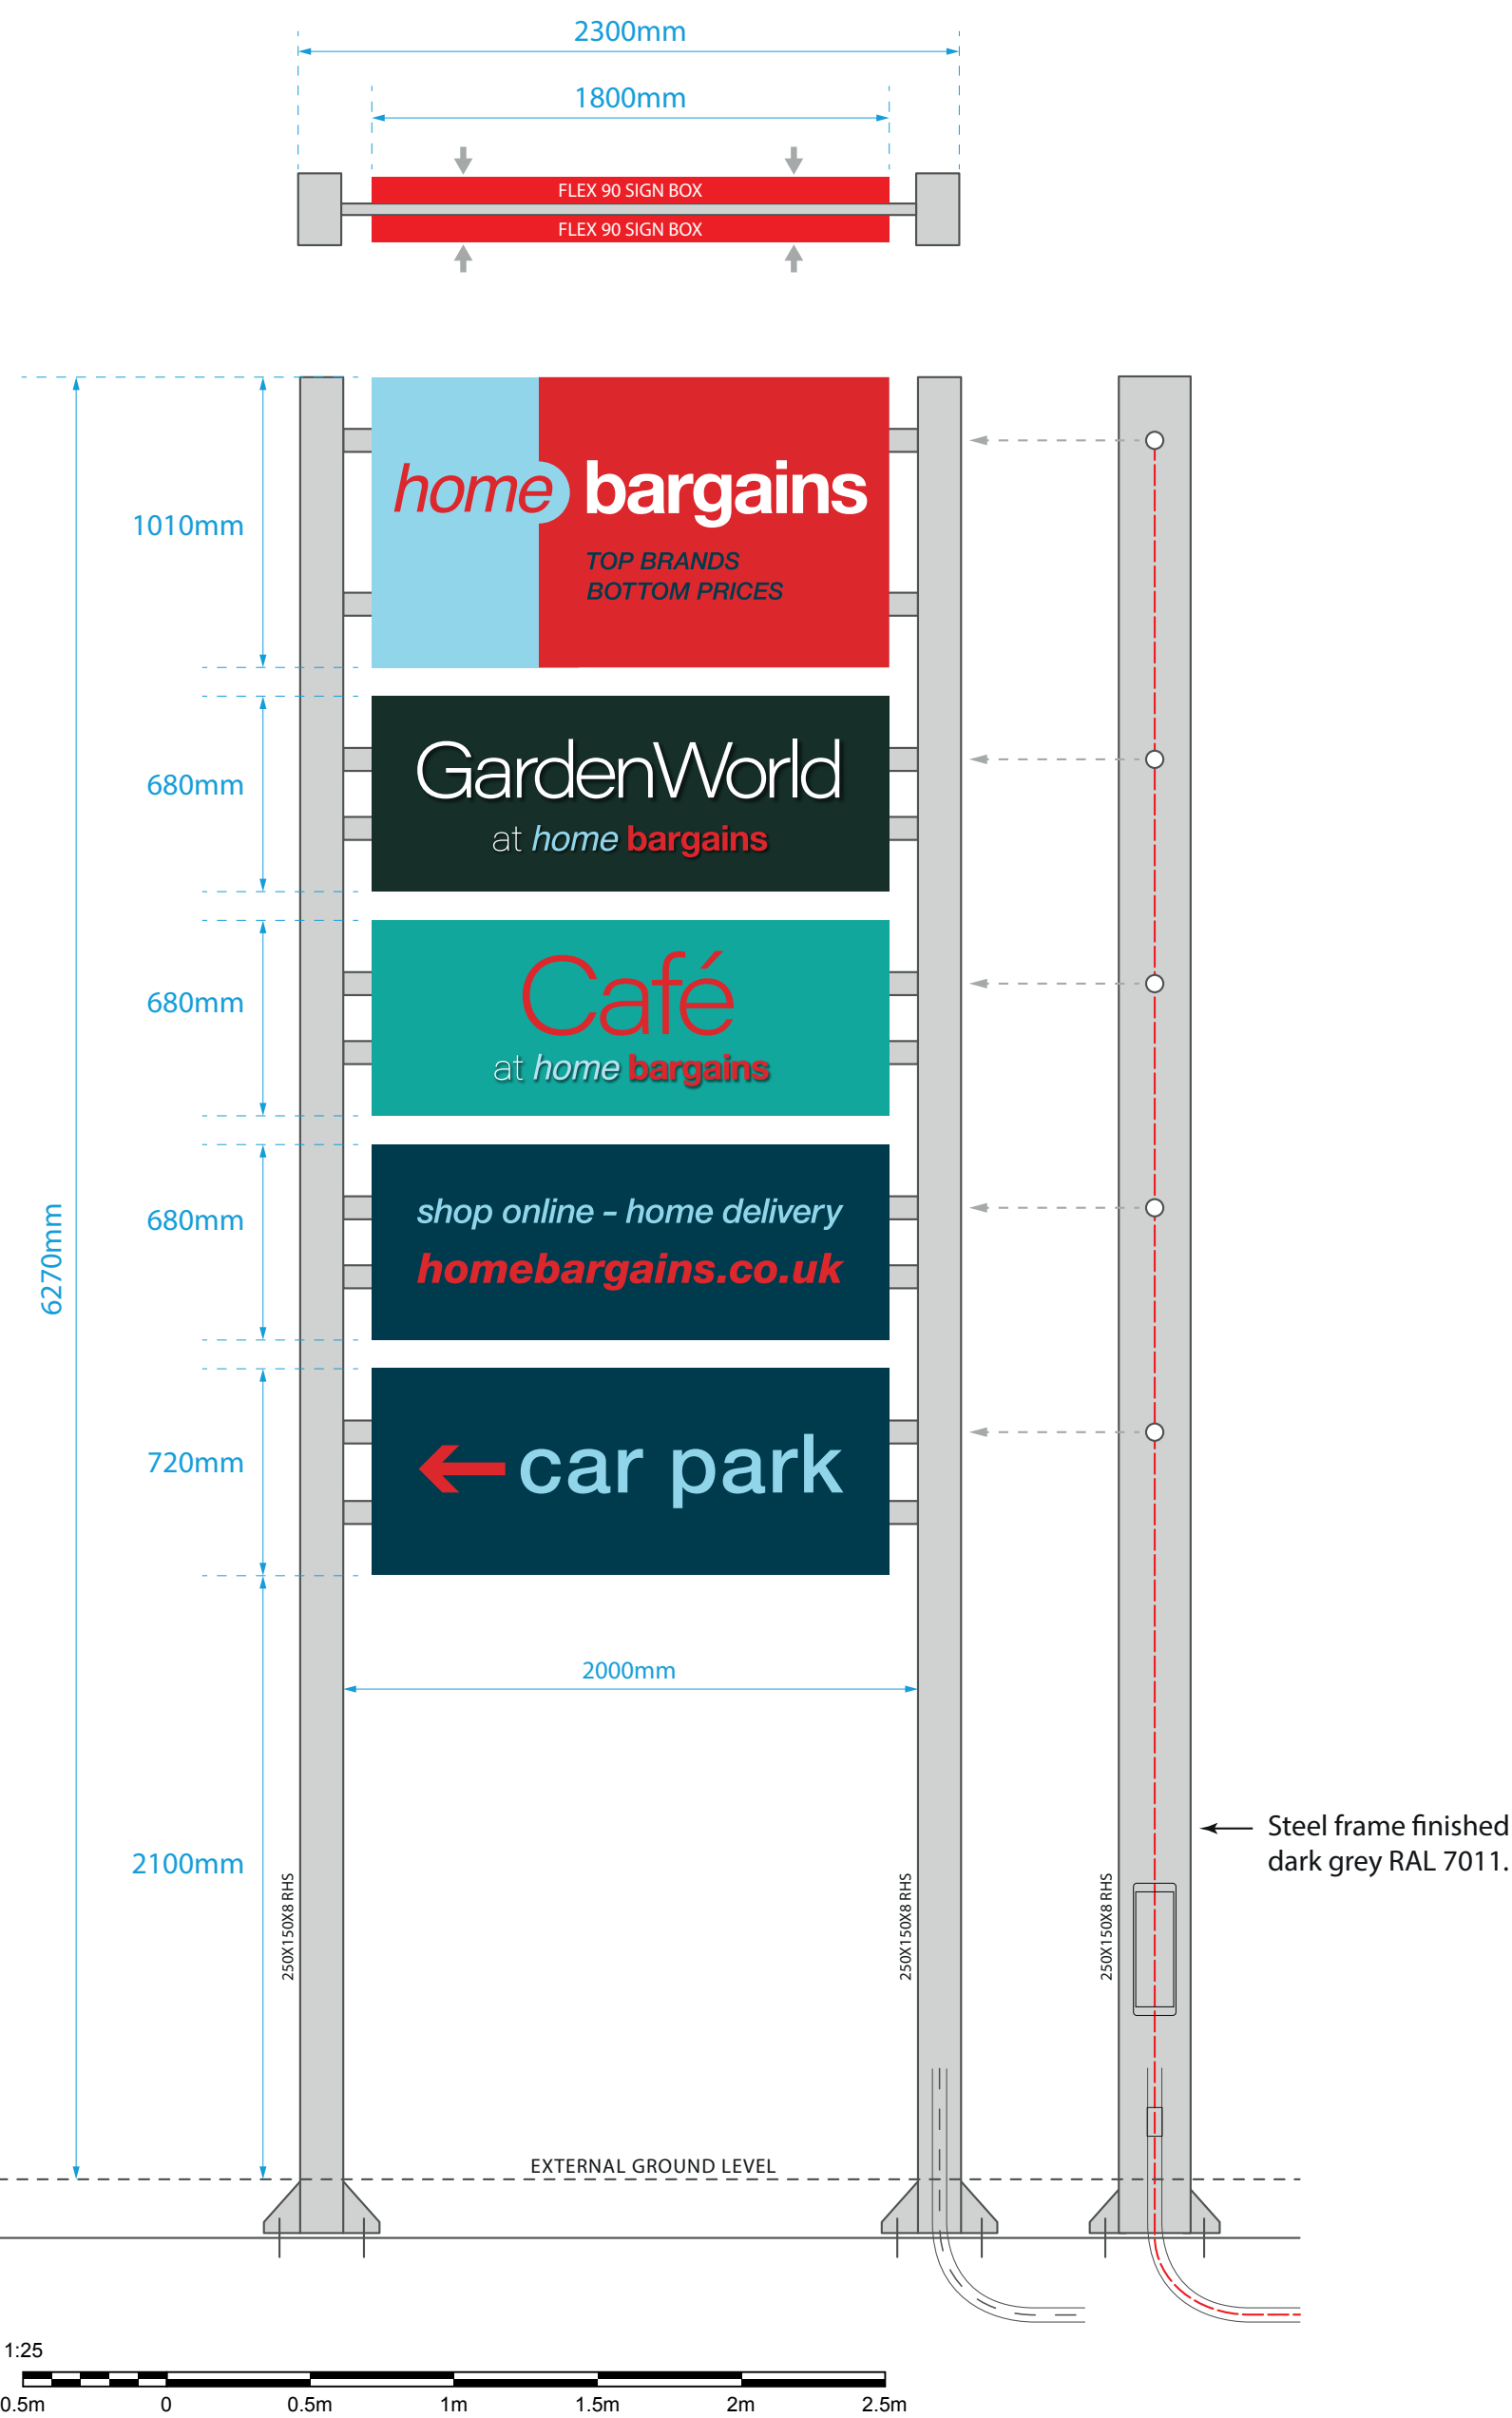 2300mm
1800mm
FLEX 90 SIGN BOX
FLEX 90 SIGN BOX
1010mm
home bargains
TOP BRANDS
BOTTOM PRICES
680mm
GardenWorld
at home bargains
680mm
Café
at home bargains
6270mm
680mm
shop online - home delivery
homebargains.co.uk
720mm
car park
2000mm
2100mm
250X150X8 RHS
250X150X8 RHS
250X150X8 RHS
Steel frame finished
dark grey RAL 7011.
EXTERNAL GROUND LEVEL
1:25
0.5m 0 0.5m 1m 1.5m 2m 2.5m